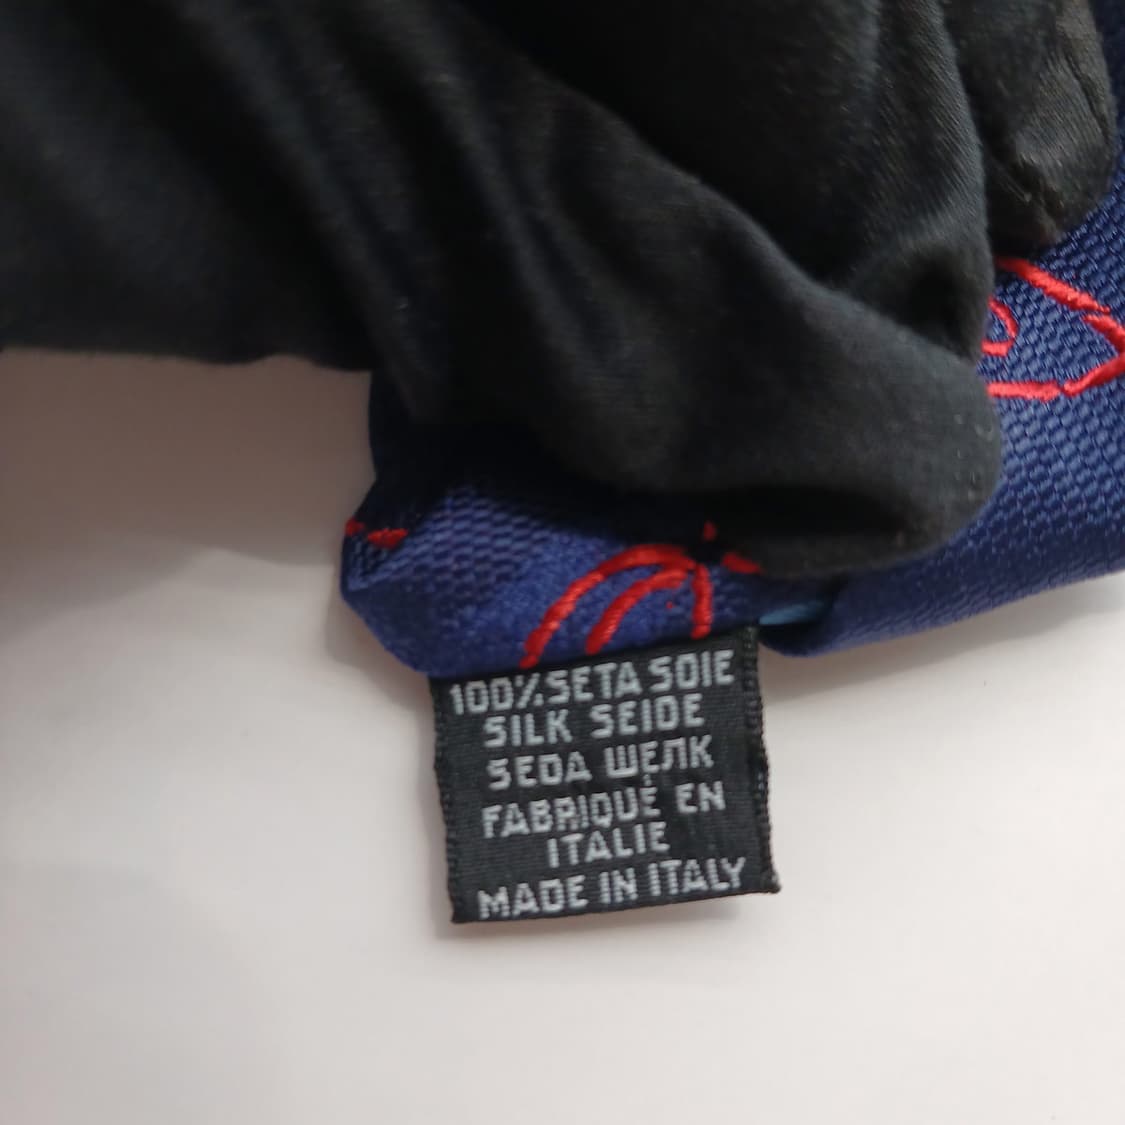 100% SETA SOIE
SILK SEIDE
SEDA ШЕЛК
FABRIQUÉ EN
ITALIE
MADE IN ITALY